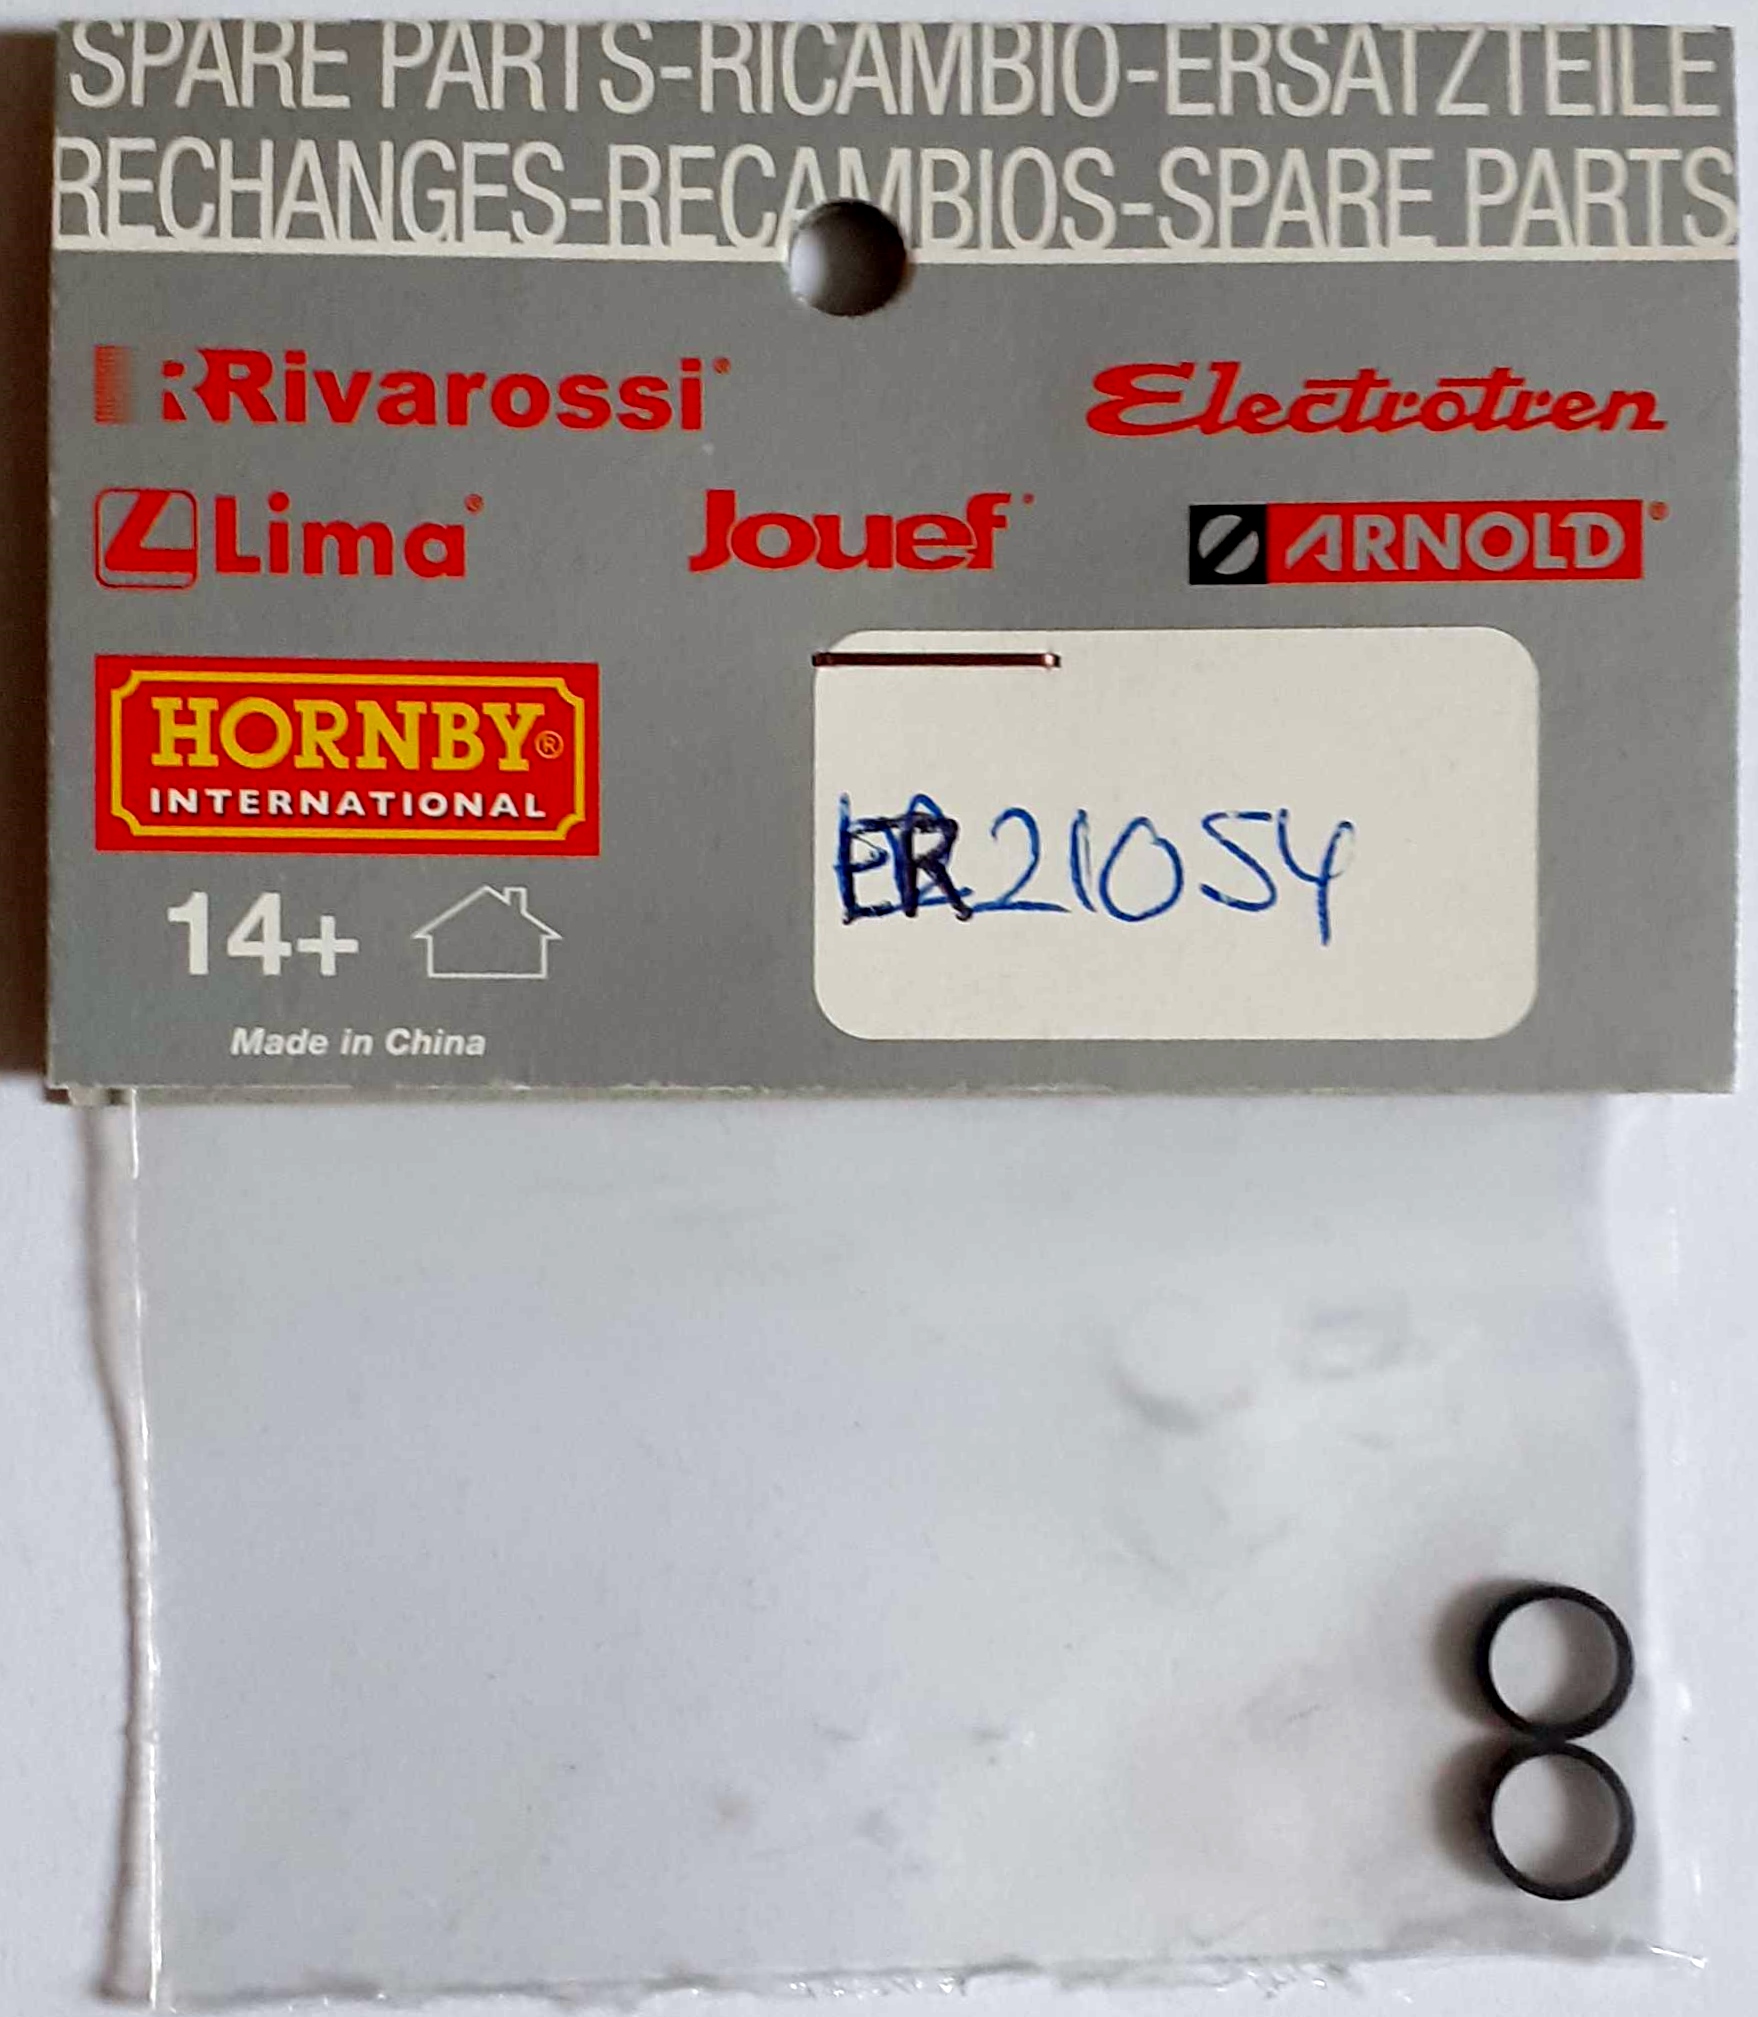 SPARE PARTS-RICAMBIO-ERSATZTEILE
RECHANGES-RECAMBIOS-SPARE PARTS
Rivarossi®
Electrotren
Lima®
Jouef®
ARNOLD®
HORNBY®
INTERNATIONAL
ER21054
14+
Made in China